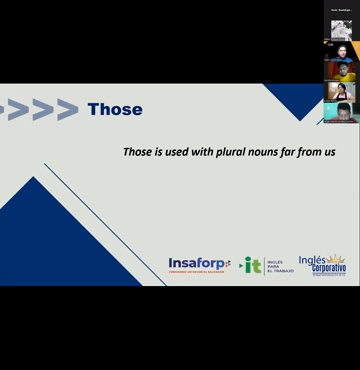 Those
Those is used with plural nouns far from us
Insaforp
it
INGLÉS
PARA
EL TRABAJO
Inglés
Corporativo